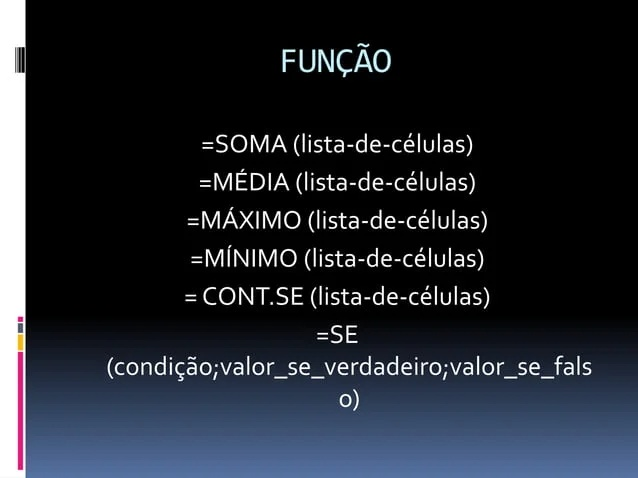 FUNÇÃO
=SOMA (lista-de-células)
=MÉDIA (lista-de-células)
=MÁXIMO (lista-de-células)
=MÍNIMO (lista-de-células)
= CONT.SE (lista-de-células)
=SE
(condição;valor_se_verdadeiro;valor_se_fals
o)